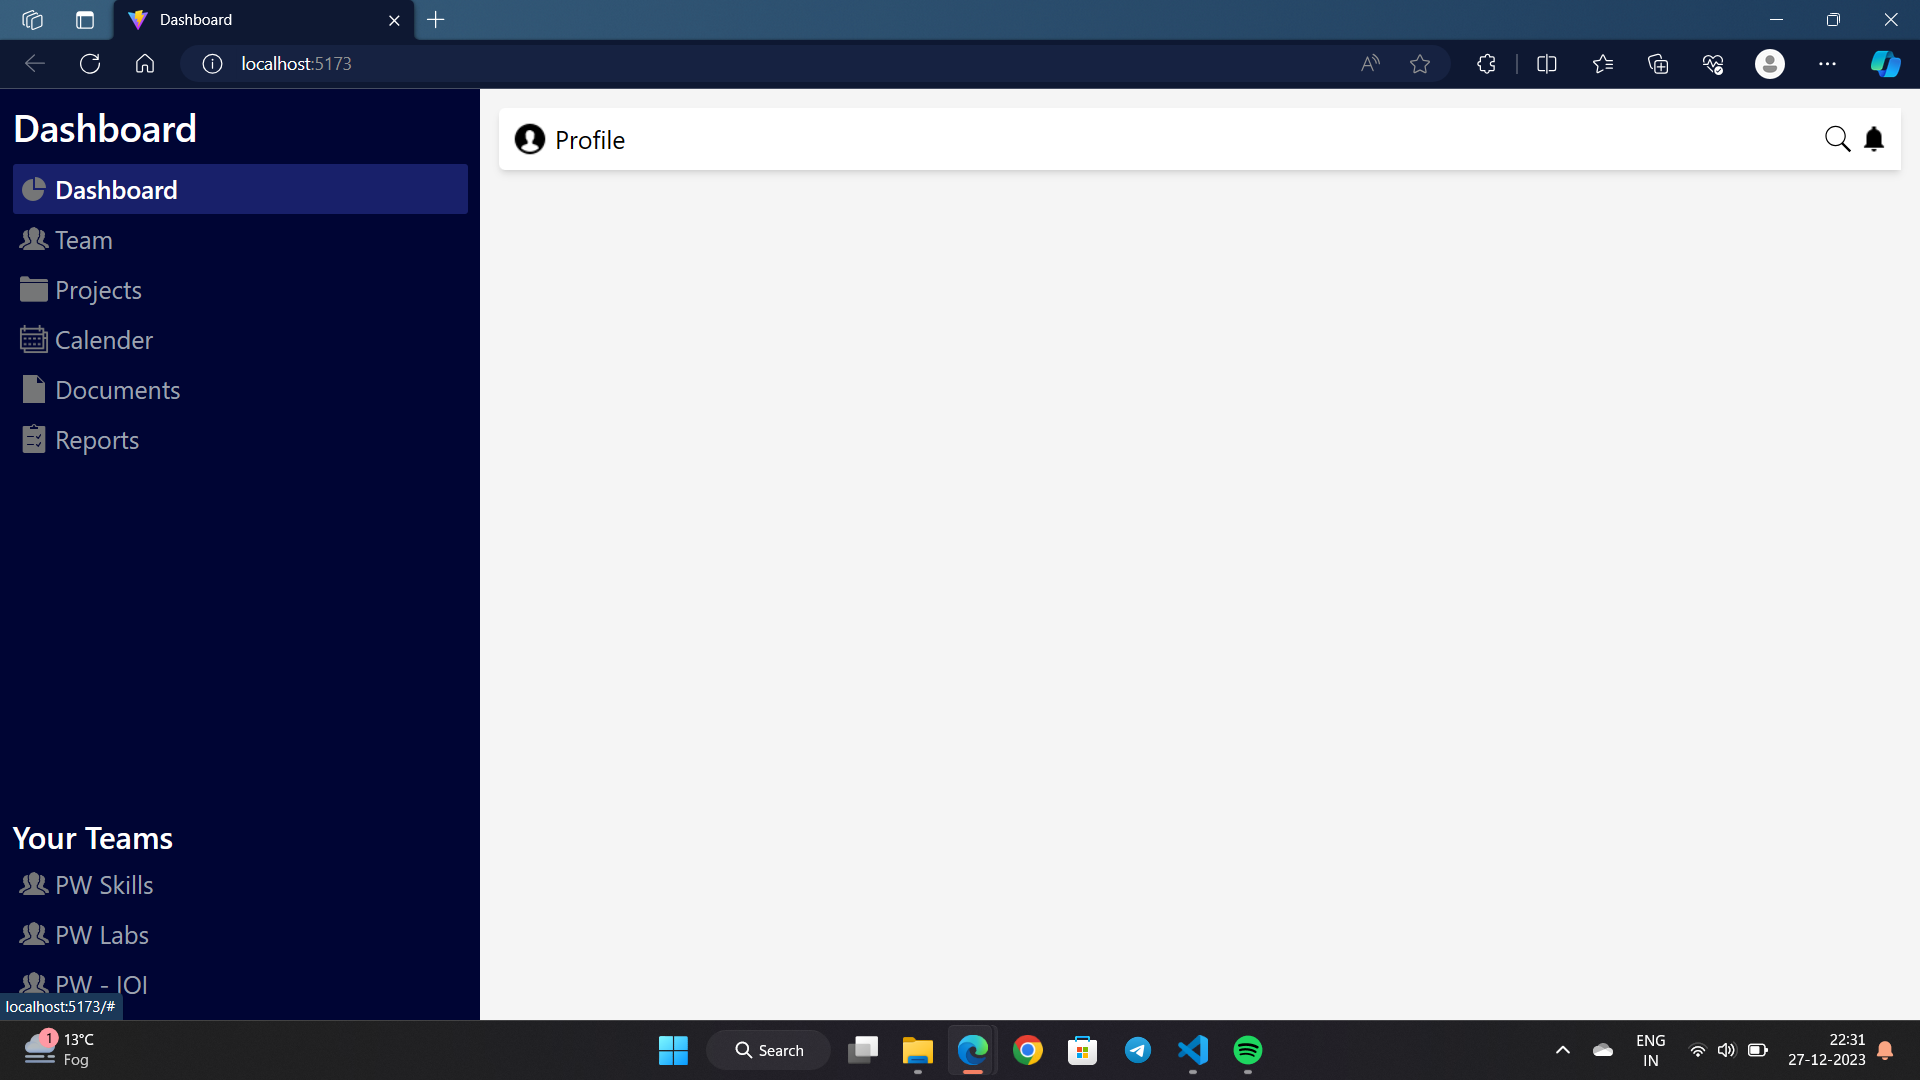 Dashboard
localhost:5173
Dashboard
Dashboard
Team
Projects
Calender
Documents
Reports
Your Teams
PW Skills
PW Labs
PW - IOI
localhost:5173/#
Profile
1
13°C
Fog
Search
ENG
IN
22:31
27-12-2023